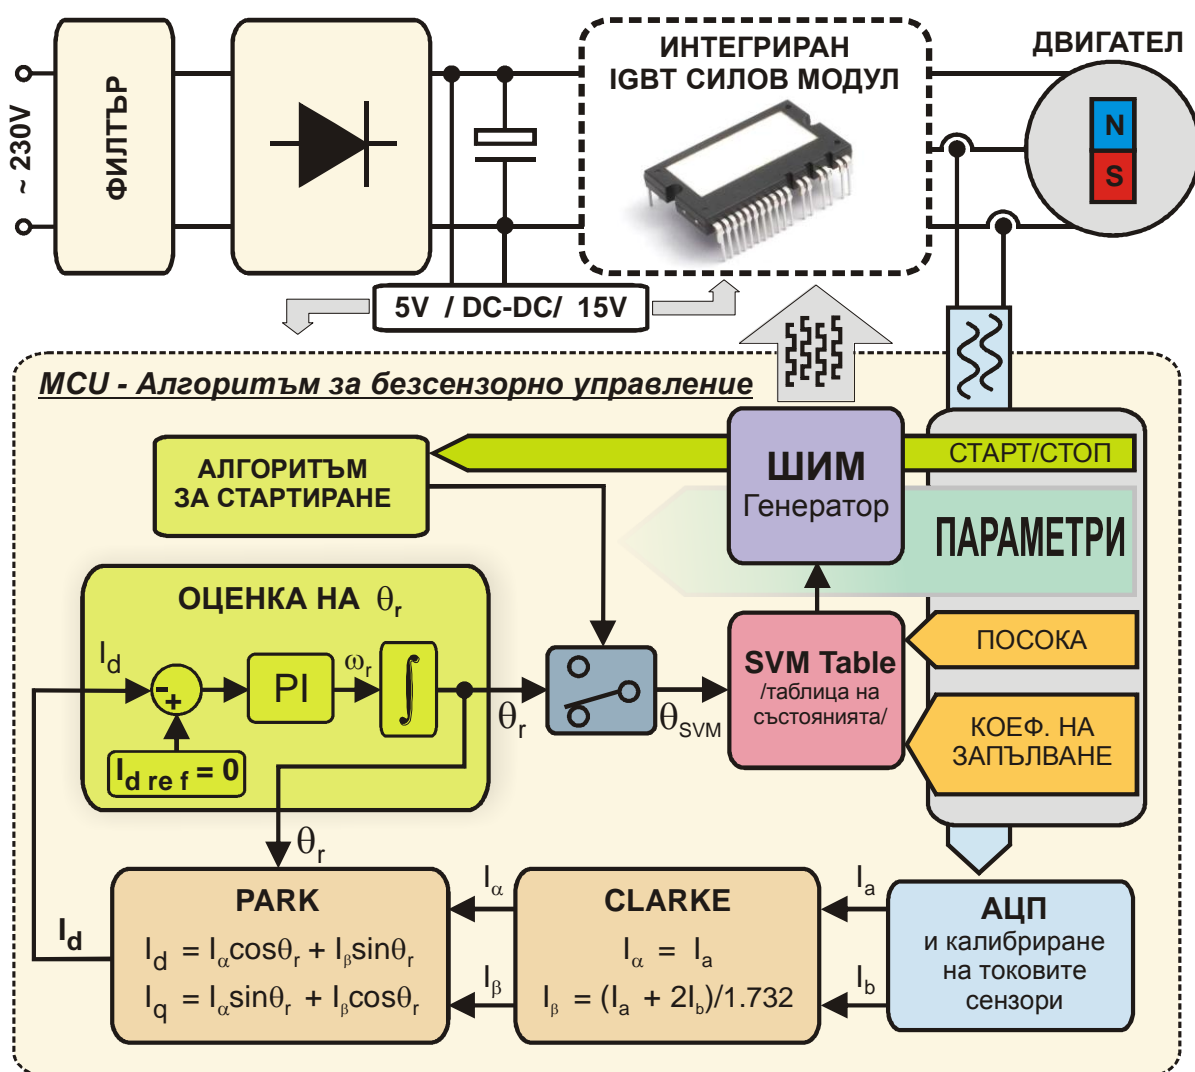 ~ 230V
ФИЛТЪР
ИНТЕГРИРАН
IGBT СИЛОВ МОДУЛ
ДВИГАТЕЛ
N
S
5V / DC-DC/ 15V
MCU - Алгоритъм за безсензорно управление
АЛГОРИТЪМ
ЗА СТАРТИРАНЕ
ШИМ
Генератор
СТАРТ/СТОП
ПАРАМЕТРИ
ОЦЕНКА НА θr
Id
-
+
PI
ωr
∫
Id ref = 0
θr
θSVM
SVM Table
/таблица на
състоянията/
ПОСОКА
КОЕФ. НА
ЗАПЪЛВАНЕ
θr
Id
PARK
Id = Iαcosθr + Iβsinθr
Iq = Iαsinθr + Iβcosθr
Iα
Iβ
CLARKE
Iα = Ia
Iβ = (Ia + 2Ib)/1.732
Ia
Ib
АЦП
и калибриране
на токовите
сензори